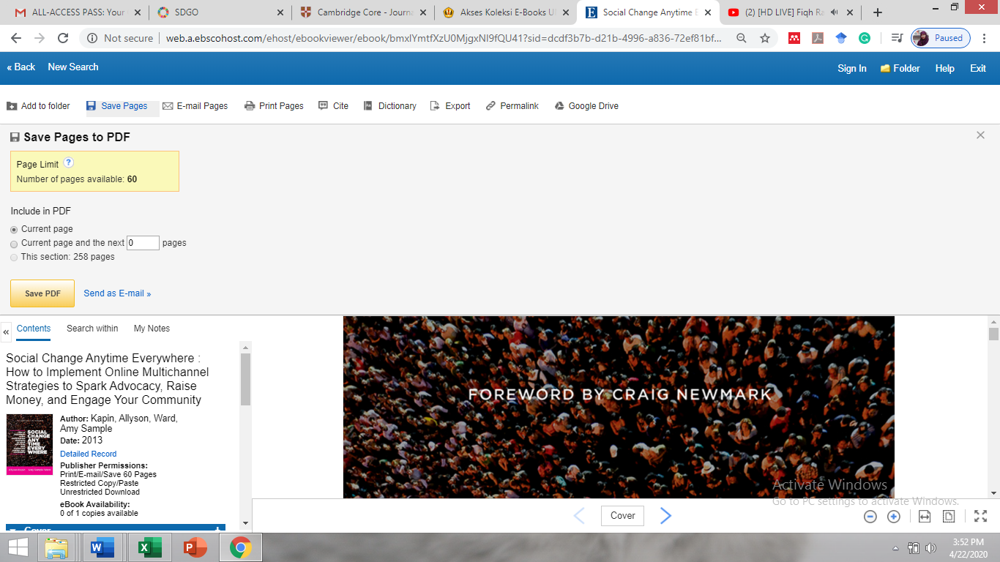 ALL-ACCESS PASS: Your
SDGO
Cambridge Core - Journa
Akses Koleksi E-Books U
Social Change Anytime E
(2) [HD LIVE] Fiqh Ra
Not secure
web.a.ebscohost.com/ehost/ebookviewer/ebook/bmxlYmtfXzU0MjgxNl9fQU41?sid=dcdf3b7b-d21b-4996-a836-72ef81bf...
Paused
« Back
New Search
Sign In
Folder
Help
Exit
Add to folder
Save Pages
E-mail Pages
Print Pages
Cite
Dictionary
Export
Permalink
Google Drive
Save Pages to PDF
Page Limit ?
Number of pages available: 60
Include in PDF
Current page
Current page and the next 0 pages
This section: 258 pages
Save PDF
Send as E-mail »
«
Contents
Search within
My Notes
Social Change Anytime Everywhere :
How to Implement Online Multichannel
Strategies to Spark Advocacy, Raise
Money, and Engage Your Community
SOCIAL
CHANGE
ANY
TIME
EVERY
WHERE
Author: Kapin, Allyson, Ward,
Amy Sample
Date: 2013
Detailed Record
Publisher Permissions:
Print/E-mail/Save 60 Pages
Restricted Copy/Paste
Unrestricted Download
eBook Availability:
0 of 1 copies available
Cover
FOREWORD BY CRAIG NEWMARK
Activate Windows
Go to PC settings to activate Windows.
Cover
3:52 PM
4/22/2020